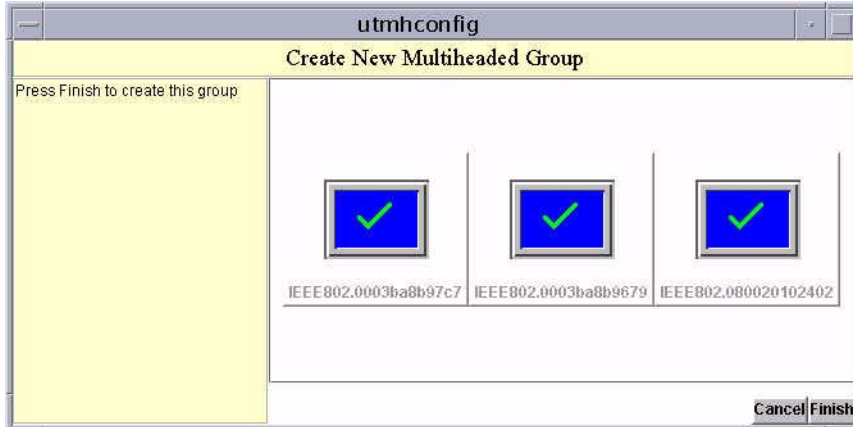 utmhconfig
Create New Multiheaded Group
Press Finish to create this group
IEEE802.0003ba8b97c7 IEEE802.0003ba8b9679 IEEE802.080020102402
Cancel Finish